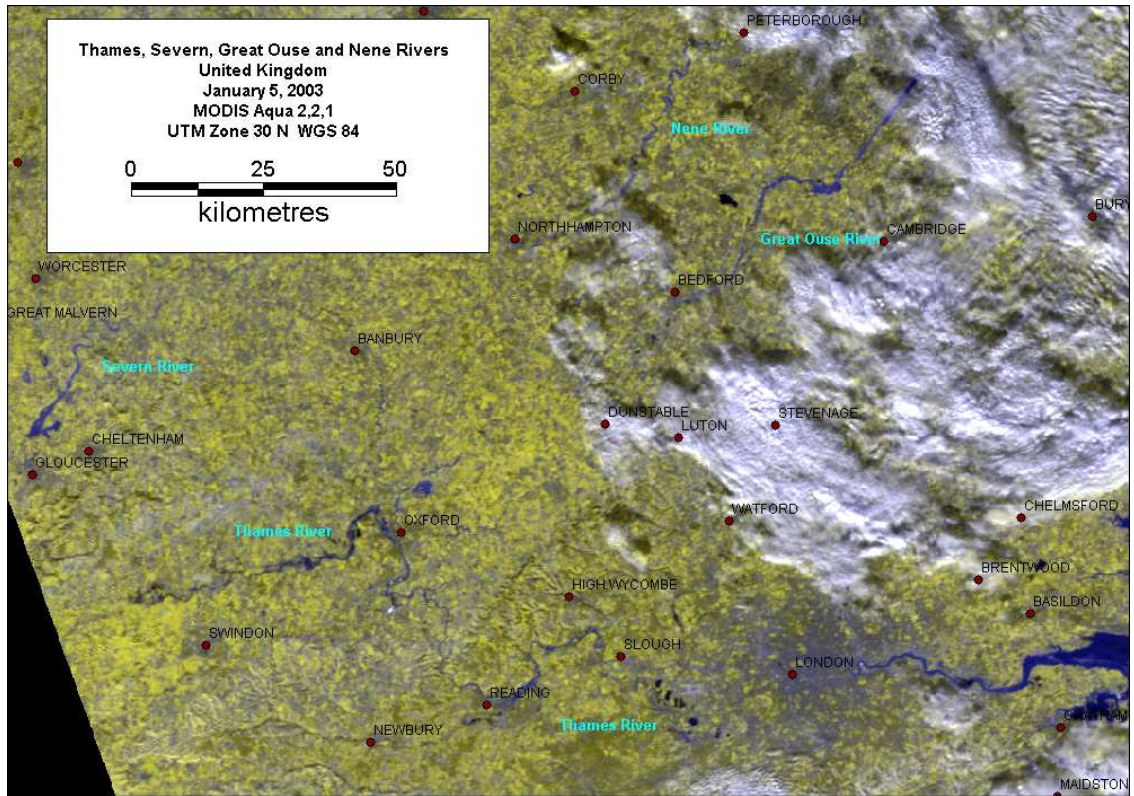 Thames, Severn, Great Ouse and Nene Rivers
United Kingdom
January 5, 2003
MODIS Aqua 2,2,1
UTM Zone 30 N WGS 84
0 25 50
kilometres
PETERBOROUGH
CORBY
Nene River
BURY
NORTHHAMPTON
Great Ouse River
CAMBRIDGE
WORCESTER
BEDFORD
GREAT MALVERN
BANBURY
Severn River
DUNSTABLE
STEVENAGE
LUTON
CHELTENHAM
GLOUCESTER
WATFORD
CHELMSFORD
Thames River
OXFORD
BRENTWOOD
HIGH WYCOMBE
BASILDON
SWINDON
SLOUGH
LONDON
READING
Thames River
CHATHAM
NEWBURY
MAIDSTON